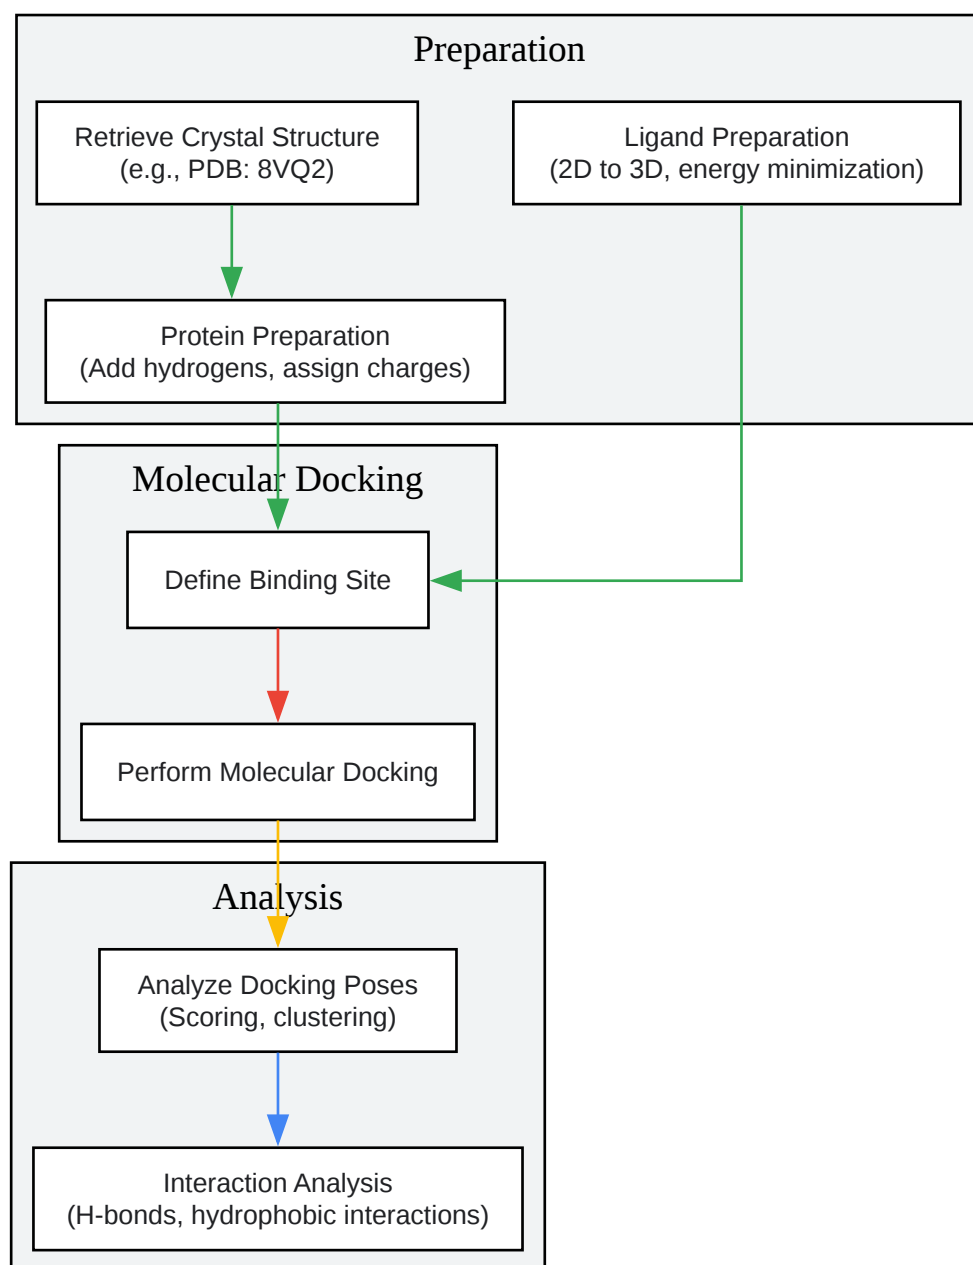 Preparation
Retrieve Crystal Structure
(e.g., PDB: 8VQ2)
Ligand Preparation
(2D to 3D, energy minimization)
Protein Preparation
(Add hydrogens, assign charges)
Molecular Docking
Define Binding Site
Perform Molecular Docking
Analysis
Analyze Docking Poses
(Scoring, clustering)
Interaction Analysis
(H-bonds, hydrophobic interactions)